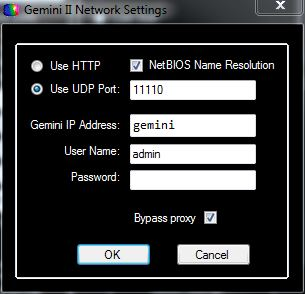 Gemini II Network Settings
X
Use HTTP
NetBIOS Name Resolution
Use UDP Port: 11110
Gemini IP Address: gemini
User Name: admin
Password:
Bypass proxy
OK
Cancel